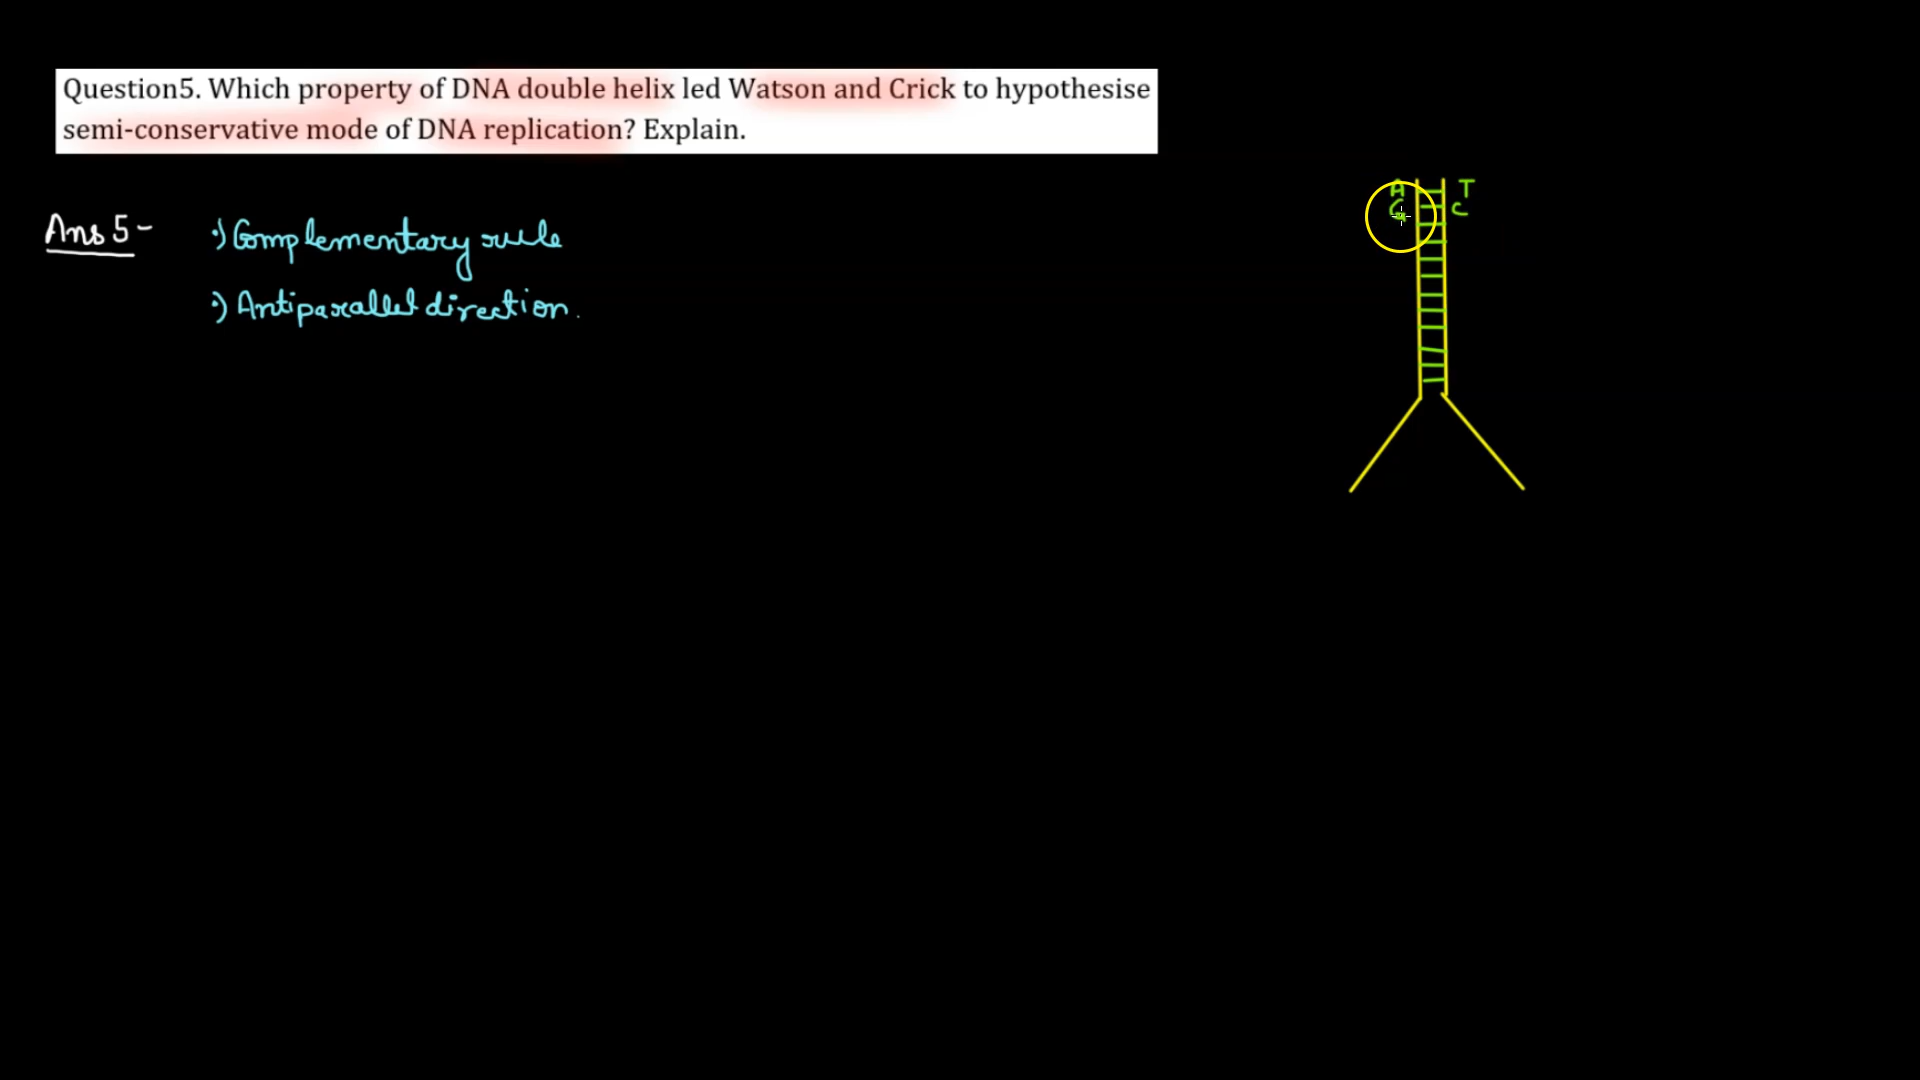 Question5. Which property of DNA double helix led Watson and Crick to hypothesise
semi-conservative mode of DNA replication? Explain.
A T
G C
Ans 5- •) Complementary rule
•) Antiparallel direction.